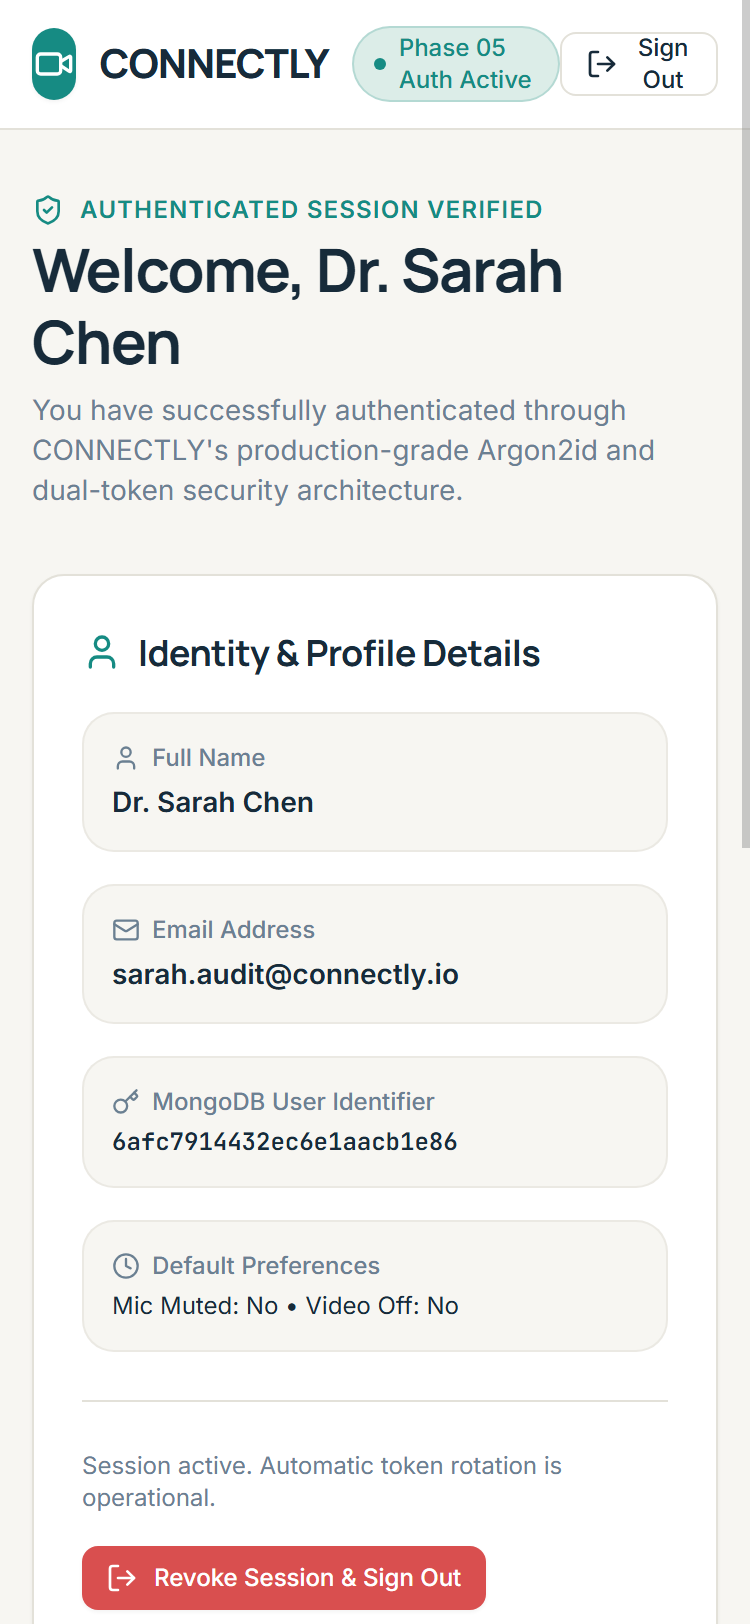 CONNECTLY
Phase 05
Auth Active
Sign
Out
AUTHENTICATED SESSION VERIFIED
Welcome, Dr. Sarah
Chen
You have successfully authenticated through
CONNECTLY's production-grade Argon2id and
dual-token security architecture.
Identity & Profile Details
Full Name
Dr. Sarah Chen
Email Address
sarah.audit@connectly.io
MongoDB User Identifier
6afc7914432ec6e1aacb1e86
Default Preferences
Mic Muted: No • Video Off: No
Session active. Automatic token rotation is
operational.
Revoke Session & Sign Out